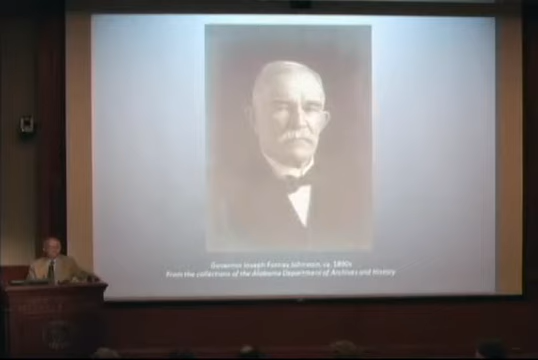 Governor Joseph Forney Johnston, ca. 1890s
From the collections of the Alabama Department of Archives and History